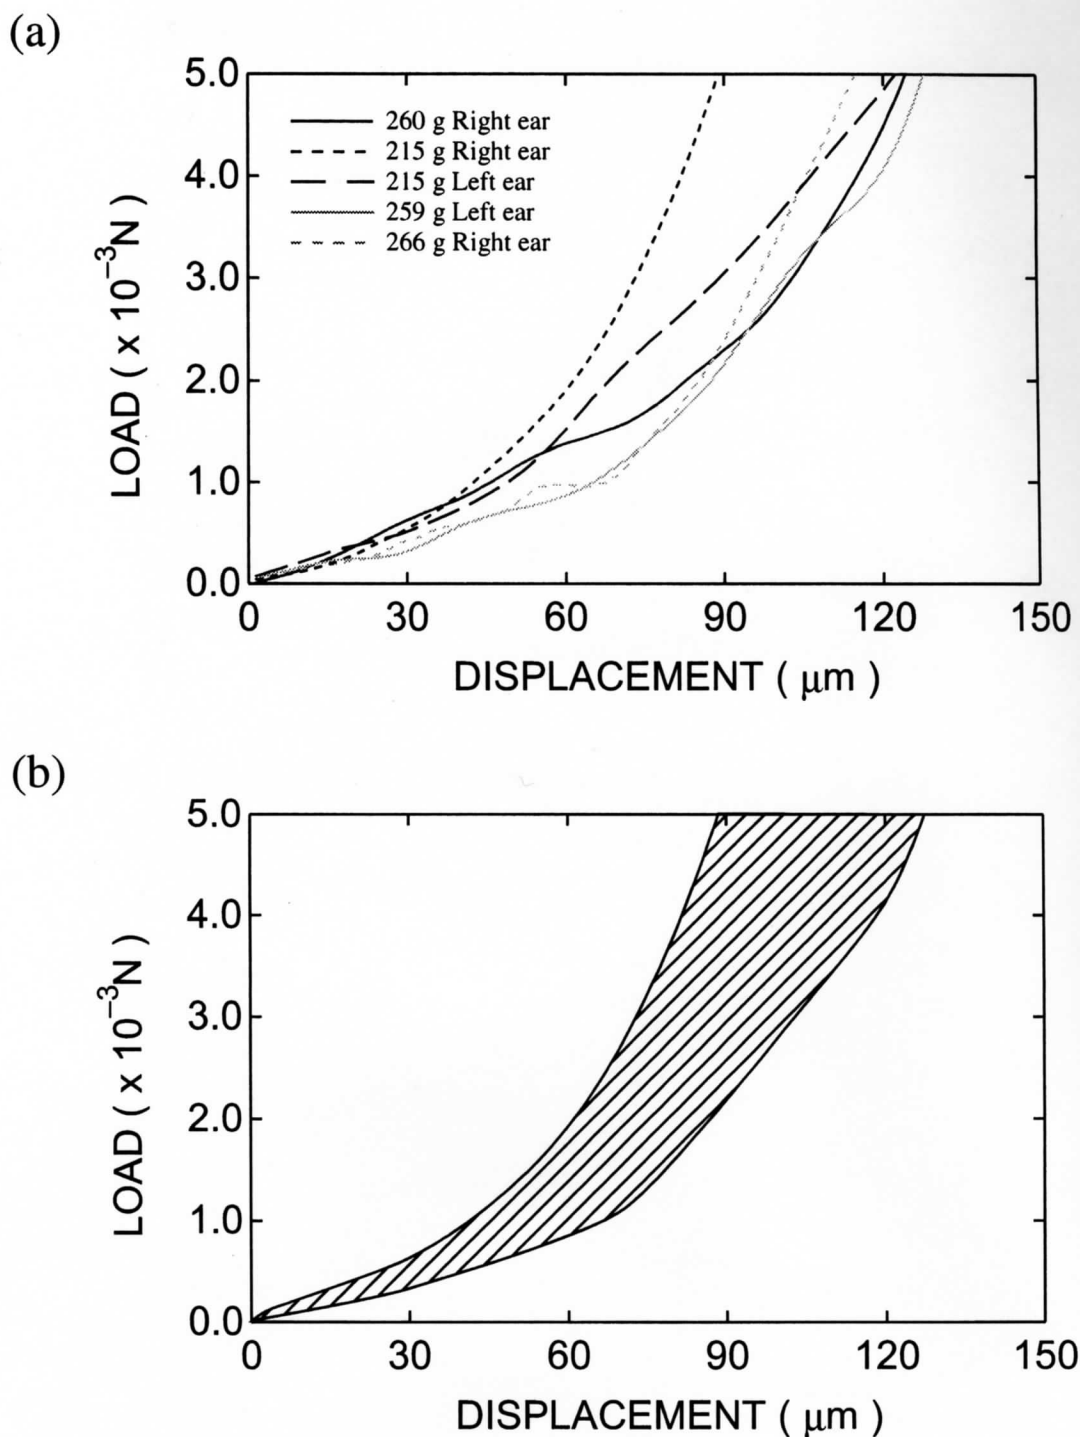 (a)
5.0
4.0
3.0
2.0
1.0
0.0
LOAD ( x 10⁻³N )
260 g Right ear
215 g Right ear
215 g Left ear
259 g Left ear
266 g Right ear
0 30 60 90 120 150
DISPLACEMENT ( μm )
(b)
5.0
4.0
3.0
2.0
1.0
0.0
LOAD ( x 10⁻³N )
0 30 60 90 120 150
DISPLACEMENT ( μm )